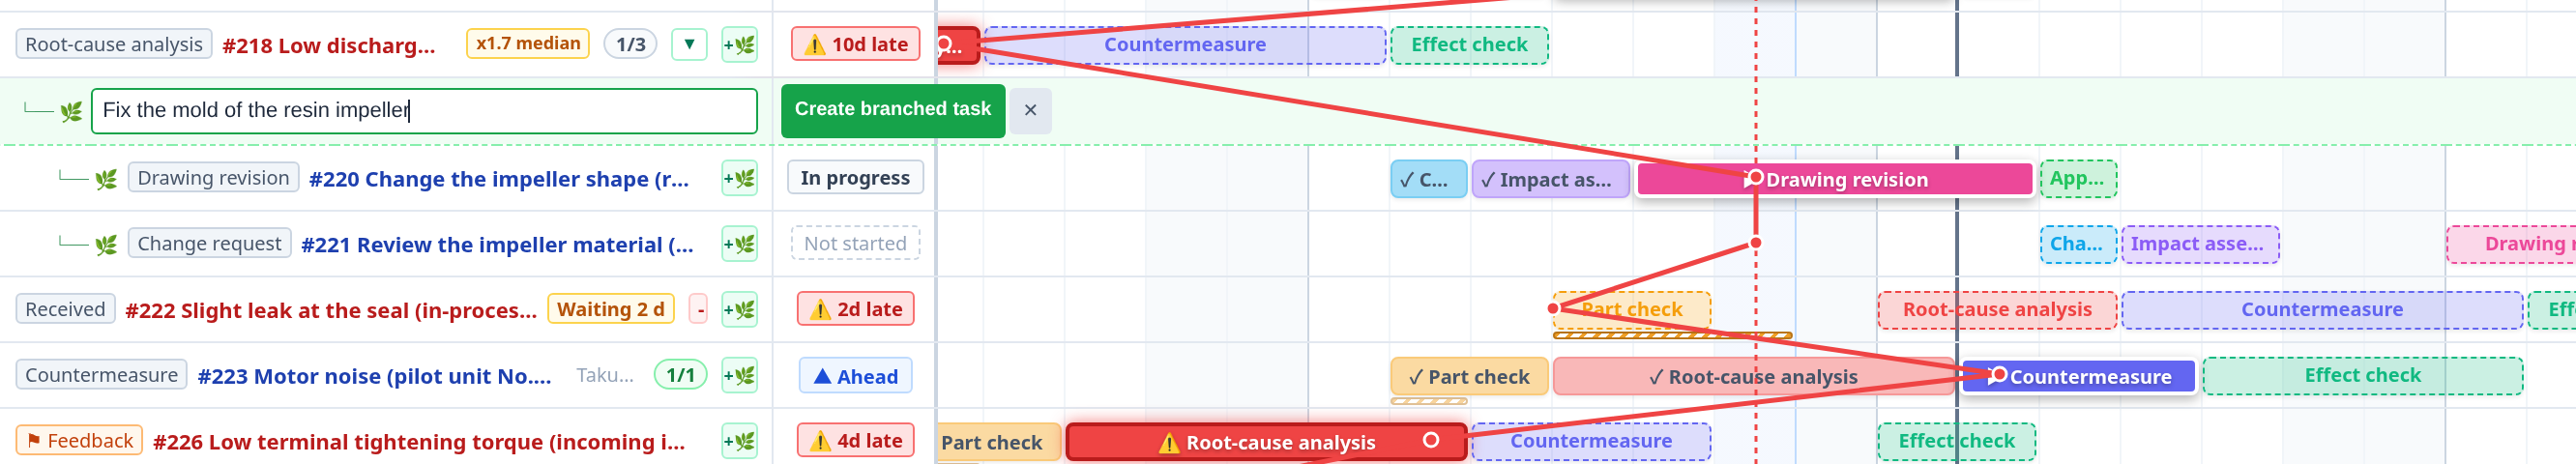 Root-cause analysis #218 Low discharg... x1.7 median 1/3 ▼ +🌿 ⚠ 10d late ... Countermeasure Effect check
Fix the mold of the resin impeller Create branched task ×
Drawing revision #220 Change the impeller shape (r... +🌿 In progress ✓ C... ✓ Impact as... Drawing revision App...
Change request #221 Review the impeller material (... +🌿 Not started Cha... Impact asse... Drawing r
Received #222 Slight leak at the seal (in-proces... Waiting 2 d - +🌿 ⚠ 2d late Part check Root-cause analysis Countermeasure Eff
Countermeasure #223 Motor noise (pilot unit No.... Taku... 1/1 +🌿 ▲ Ahead ✓ Part check ✓ Root-cause analysis Countermeasure Effect check
⚑ Feedback #226 Low terminal tightening torque (incoming i... +🌿 ⚠ 4d late Part check ⚠ Root-cause analysis Countermeasure Effect check